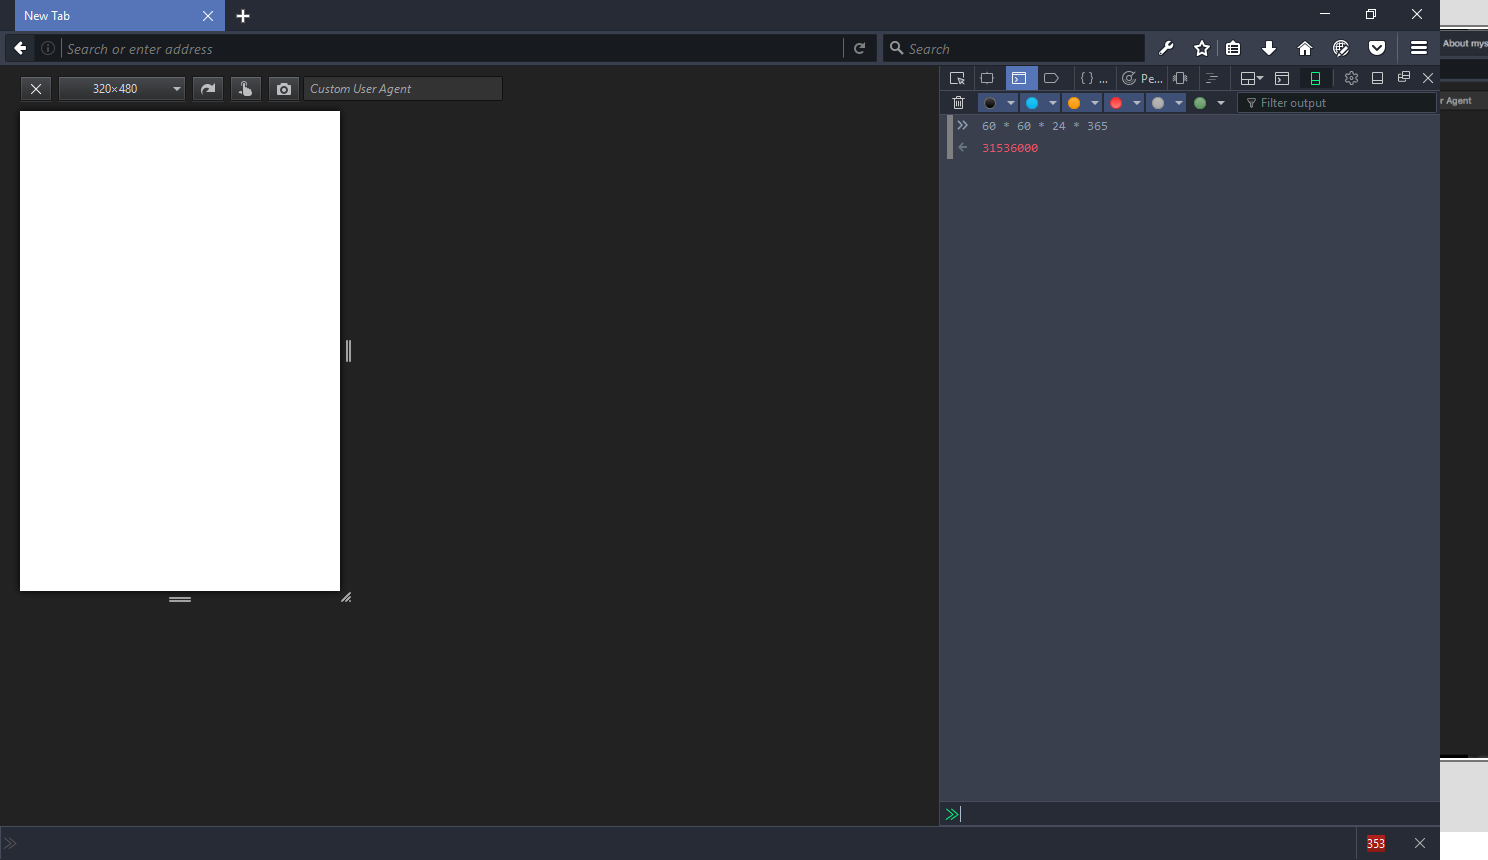 New Tab
Search or enter address
Search
About mys
320×480
Custom User Agent
{ } ...
Pe...
Filter output
r Agent
60 * 60 * 24 * 365
31536000
353